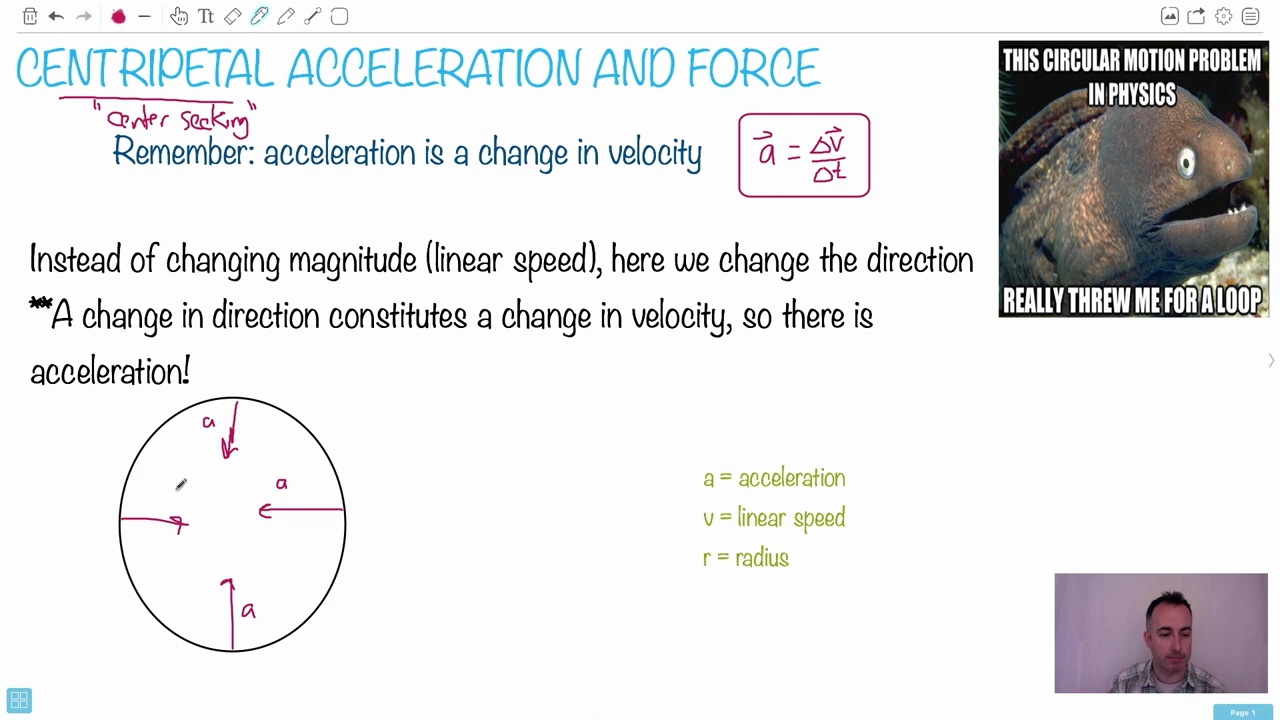 Tt
CENTRIPETAL ACCELERATION AND FORCE
"center seeking"
Remember: acceleration is a change in velocity
a⃗ = Δv⃗/Δt
THIS CIRCULAR MOTION PROBLEM
IN PHYSICS
REALLY THREW ME FOR A LOOP
Instead of changing magnitude (linear speed), here we change the direction
**A change in direction constitutes a change in velocity, so there is
acceleration!
a
a
a
a = acceleration
v = linear speed
r = radius
Page 1